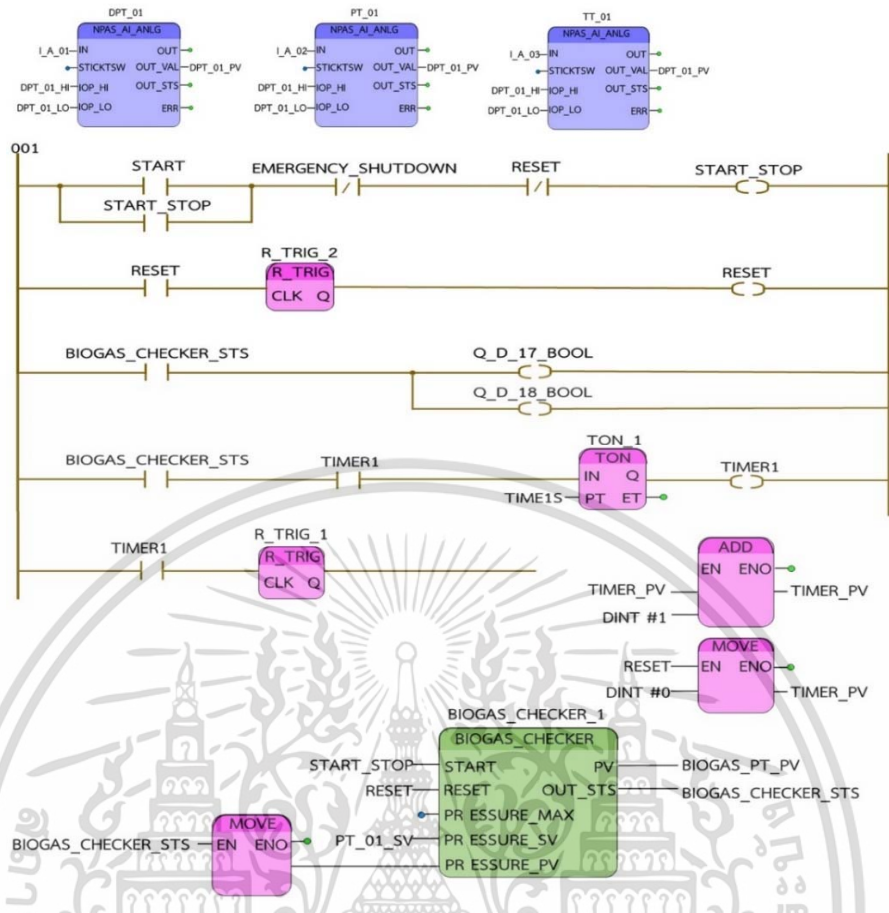 DPT_01 PT_01 TT_01
NPAS_AI_ANLG NPAS_AI_ANLG NPAS_AI_ANLG
I_A_01 IN OUT I_A_02 IN OUT I_A_03 IN OUT
STICKTSW OUT_VAL DPT_01_PV STICKTSW OUT_VAL DPT_01_PV STICKTSW OUT_VAL DPT_01_PV
DPT_01_HI IOP_HI OUT_STS DPT_01_HI IOP_HI OUT_STS DPT_01_HI IOP_HI OUT_STS
DPT_01_LO IOP_LO ERR DPT_01_LO IOP_LO ERR DPT_01_LO IOP_LO ERR
001
START EMERGENCY_SHUTDOWN RESET START_STOP
START_STOP
R_TRIG_2
RESET R_TRIG RESET
CLK Q
BIOGAS_CHECKER_STS Q_D_17_BOOL
Q_D_18_BOOL
TON_1
BIOGAS_CHECKER_STS TIMER1 TON TIMER1
IN Q
TIME1S PT ET
R_TRIG_1
TIMER1 R_TRIG
CLK Q
ADD
EN ENO
TIMER_PV TIMER_PV
DINT #1
MOVE
RESET EN ENO
DINT #0 TIMER_PV
BIOGAS_CHECKER_1
BIOGAS_CHECKER
START_STOP START PV BIOGAS_PT_PV
RESET RESET OUT_STS BIOGAS_CHECKER_STS
PR ESSURE_MAX
PT_01_SV PR ESSURE_SV
MOVE
BIOGAS_CHECKER_STS EN ENO
PR ESSURE_PV